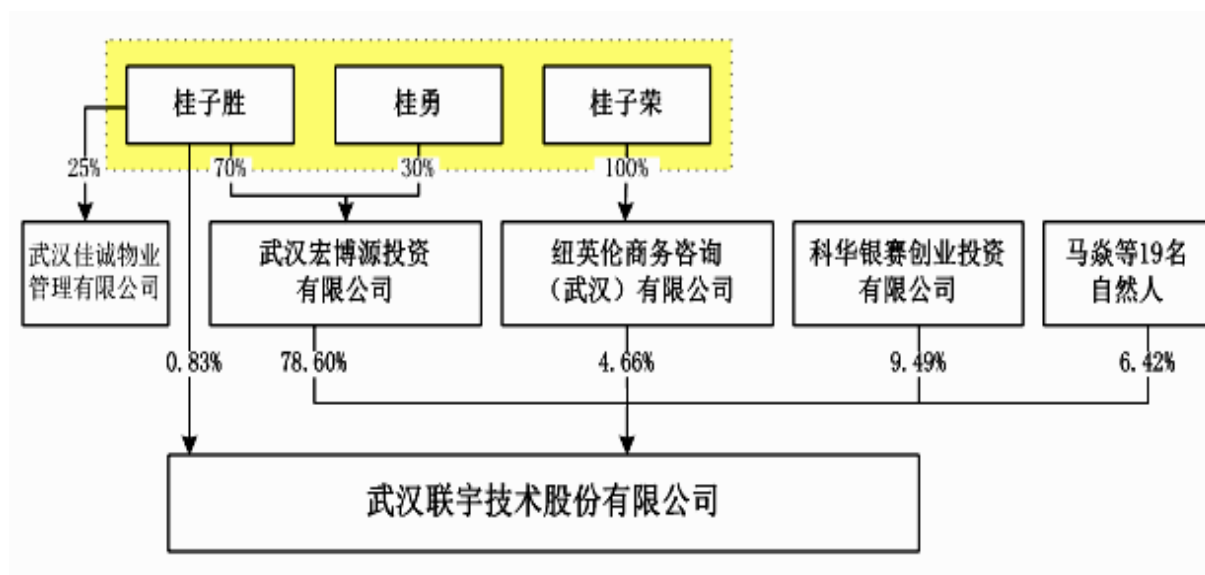 桂子胜
桂勇
桂子荣
25%
70%
30%
100%
武汉佳诚物业
管理有限公司
武汉宏博源投资
有限公司
纽英伦商务咨询
（武汉）有限公司
科华银赛创业投资
有限公司
马焱等19名
自然人
0.83%
78.60%
4.66%
9.49%
6.42%
武汉联宇技术股份有限公司